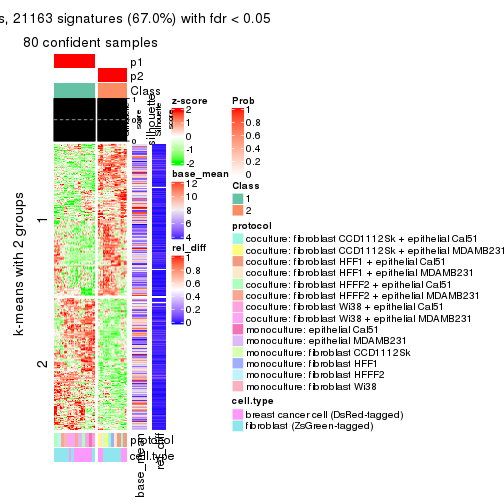 s, 21163 signatures (67.0%) with fdr < 0.05
80 confident samples
p1
p2
Class
silhouette
score
1
z-score
2
1
0
-1
-2
base_mean
12
10
8
6
4
rel_diff
1
0.8
0.6
0.4
0.2
0
Prob
1
0.8
0.6
0.4
0.2
0
Class
1
2
protocol
coculture: fibroblast CCD1112Sk + epithelial Cal51
coculture: fibroblast CCD1112Sk + epithelial MDAMB231
coculture: fibroblast HFF1 + epithelial Cal51
coculture: fibroblast HFF1 + epithelial MDAMB231
coculture: fibroblast HFFF2 + epithelial Cal51
coculture: fibroblast HFFF2 + epithelial MDAMB231
coculture: fibroblast Wi38 + epithelial Cal51
coculture: fibroblast Wi38 + epithelial MDAMB231
monoculture: epithelial Cal51
monoculture: epithelial MDAMB231
monoculture: fibroblast CCD1112Sk
monoculture: fibroblast HFF1
monoculture: fibroblast HFFF2
monoculture: fibroblast Wi38
cell.type
breast cancer cell (DsRed-tagged)
fibroblast (ZsGreen-tagged)
k-means with 2 groups
1
2
protocol
cell.type
base_mean
rel_diff